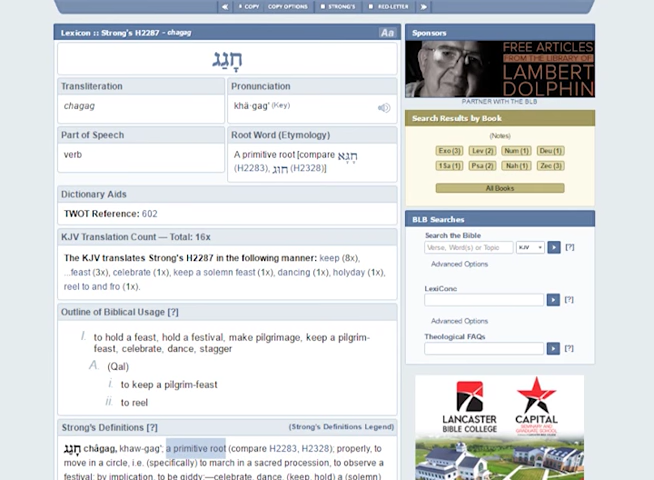 COPY COPY OPTIONS STRONG'S RED LETTER
Lexicon :: Strong's H2287 - chagag
Aa
חָגַג
Transliteration
Pronunciation
chagag
khä·gag' (Key)
Part of Speech
Root Word (Etymology)
verb
A primitive root [compare חָגָא
(H2283), חוּג (H2328)]
Dictionary Aids
TWOT Reference: 602
KJV Translation Count — Total: 16x
The KJV translates Strong's H2287 in the following manner: keep (8x),
...feast (3x), celebrate (1x), keep a solemn feast (1x), dancing (1x), holyday (1x),
reel to and fro (1x).
Outline of Biblical Usage [?]
I. to hold a feast, hold a festival, make pilgrimage, keep a pilgrim-
feast, celebrate, dance, stagger
A. (Qal)
i. to keep a pilgrim-feast
ii. to reel
Strong's Definitions [?]
(Strong's Definitions Legend)
חָגַג châgag, khaw-gag'; a primitive root (compare H2283, H2328); properly, to
move in a circle, i.e. (specifically) to march in a sacred procession, to observe a
festival; by implication, to be giddy:—celebrate, dance, (keep, hold) a (solemn)
Sponsors
FREE ARTICLES
FROM THE LIBRARY OF
LAMBERT
DOLPHIN
PARTNER WITH THE BLB
Search Results by Book
(Notes)
Exo (3) Lev (2) Num (1) Deu (1)
1Sa (1) Psa (2) Nah (1) Zec (3)
All Books
BLB Searches
Search the Bible
Verse, Word(s) or Topic KJV [?]
Advanced Options
LexiConc
[?]
Advanced Options
Theological FAQs
[?]
LANCASTER
BIBLE COLLEGE
CAPITAL
SEMINARY AND
GRADUATE SCHOOL